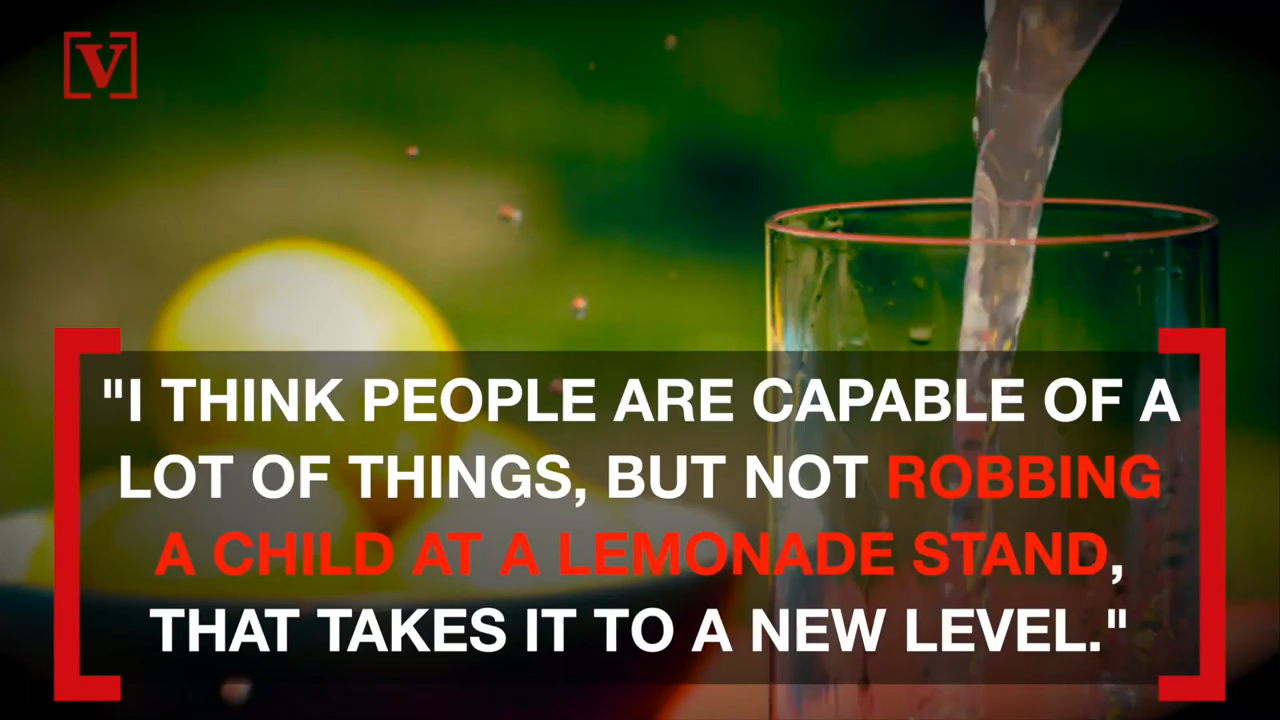 V
"I THINK PEOPLE ARE CAPABLE OF A
LOT OF THINGS, BUT NOT ROBBING
A CHILD AT A LEMONADE STAND,
THAT TAKES IT TO A NEW LEVEL."